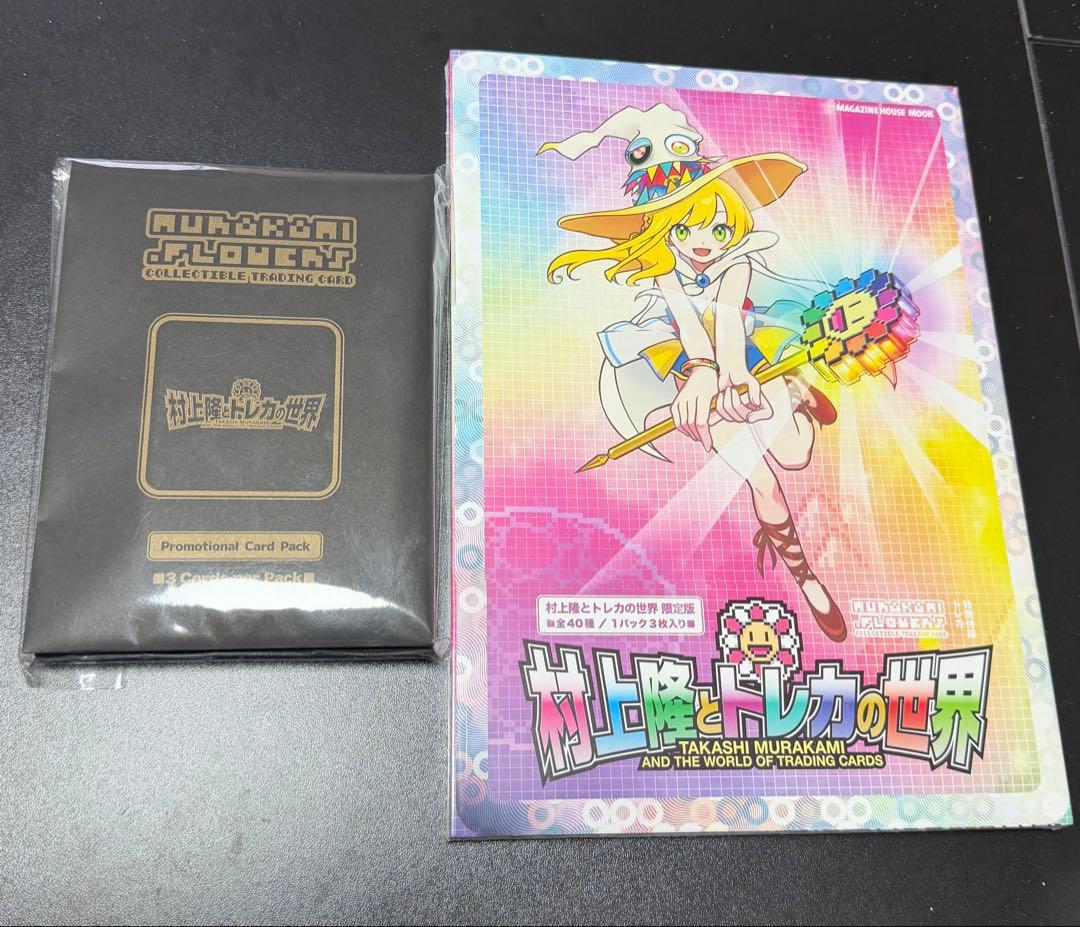 MURAKAMI
.FLOWERS
COLLECTIBLE TRADING CARD
村上隆とトレカの世界
TAKASHI MURAKAMI
AND THE WORLD OF TRADING CARDS
Promotional Card Pack
■3 Cards per Pack■
MAGAZINE HOUSE MOOK
村上隆とトレカの世界 限定版
全40種 / 1パック3枚入り
MURAKAMI
.FLOWERS
COLLECTIBLE TRADING CARD
村上隆とトレカの世界
TAKASHI MURAKAMI
AND THE WORLD OF TRADING CARDS